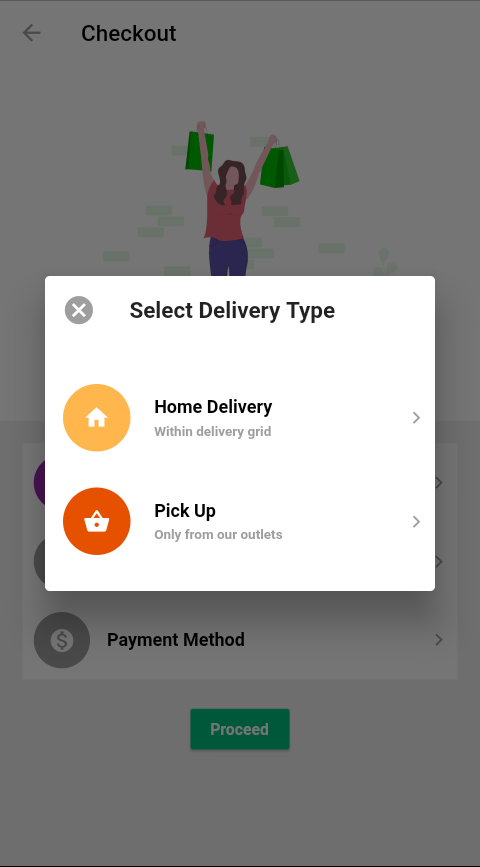 Checkout
Select Delivery Type
Home Delivery
Within delivery grid
Pick Up
Only from our outlets
Payment Method
Proceed